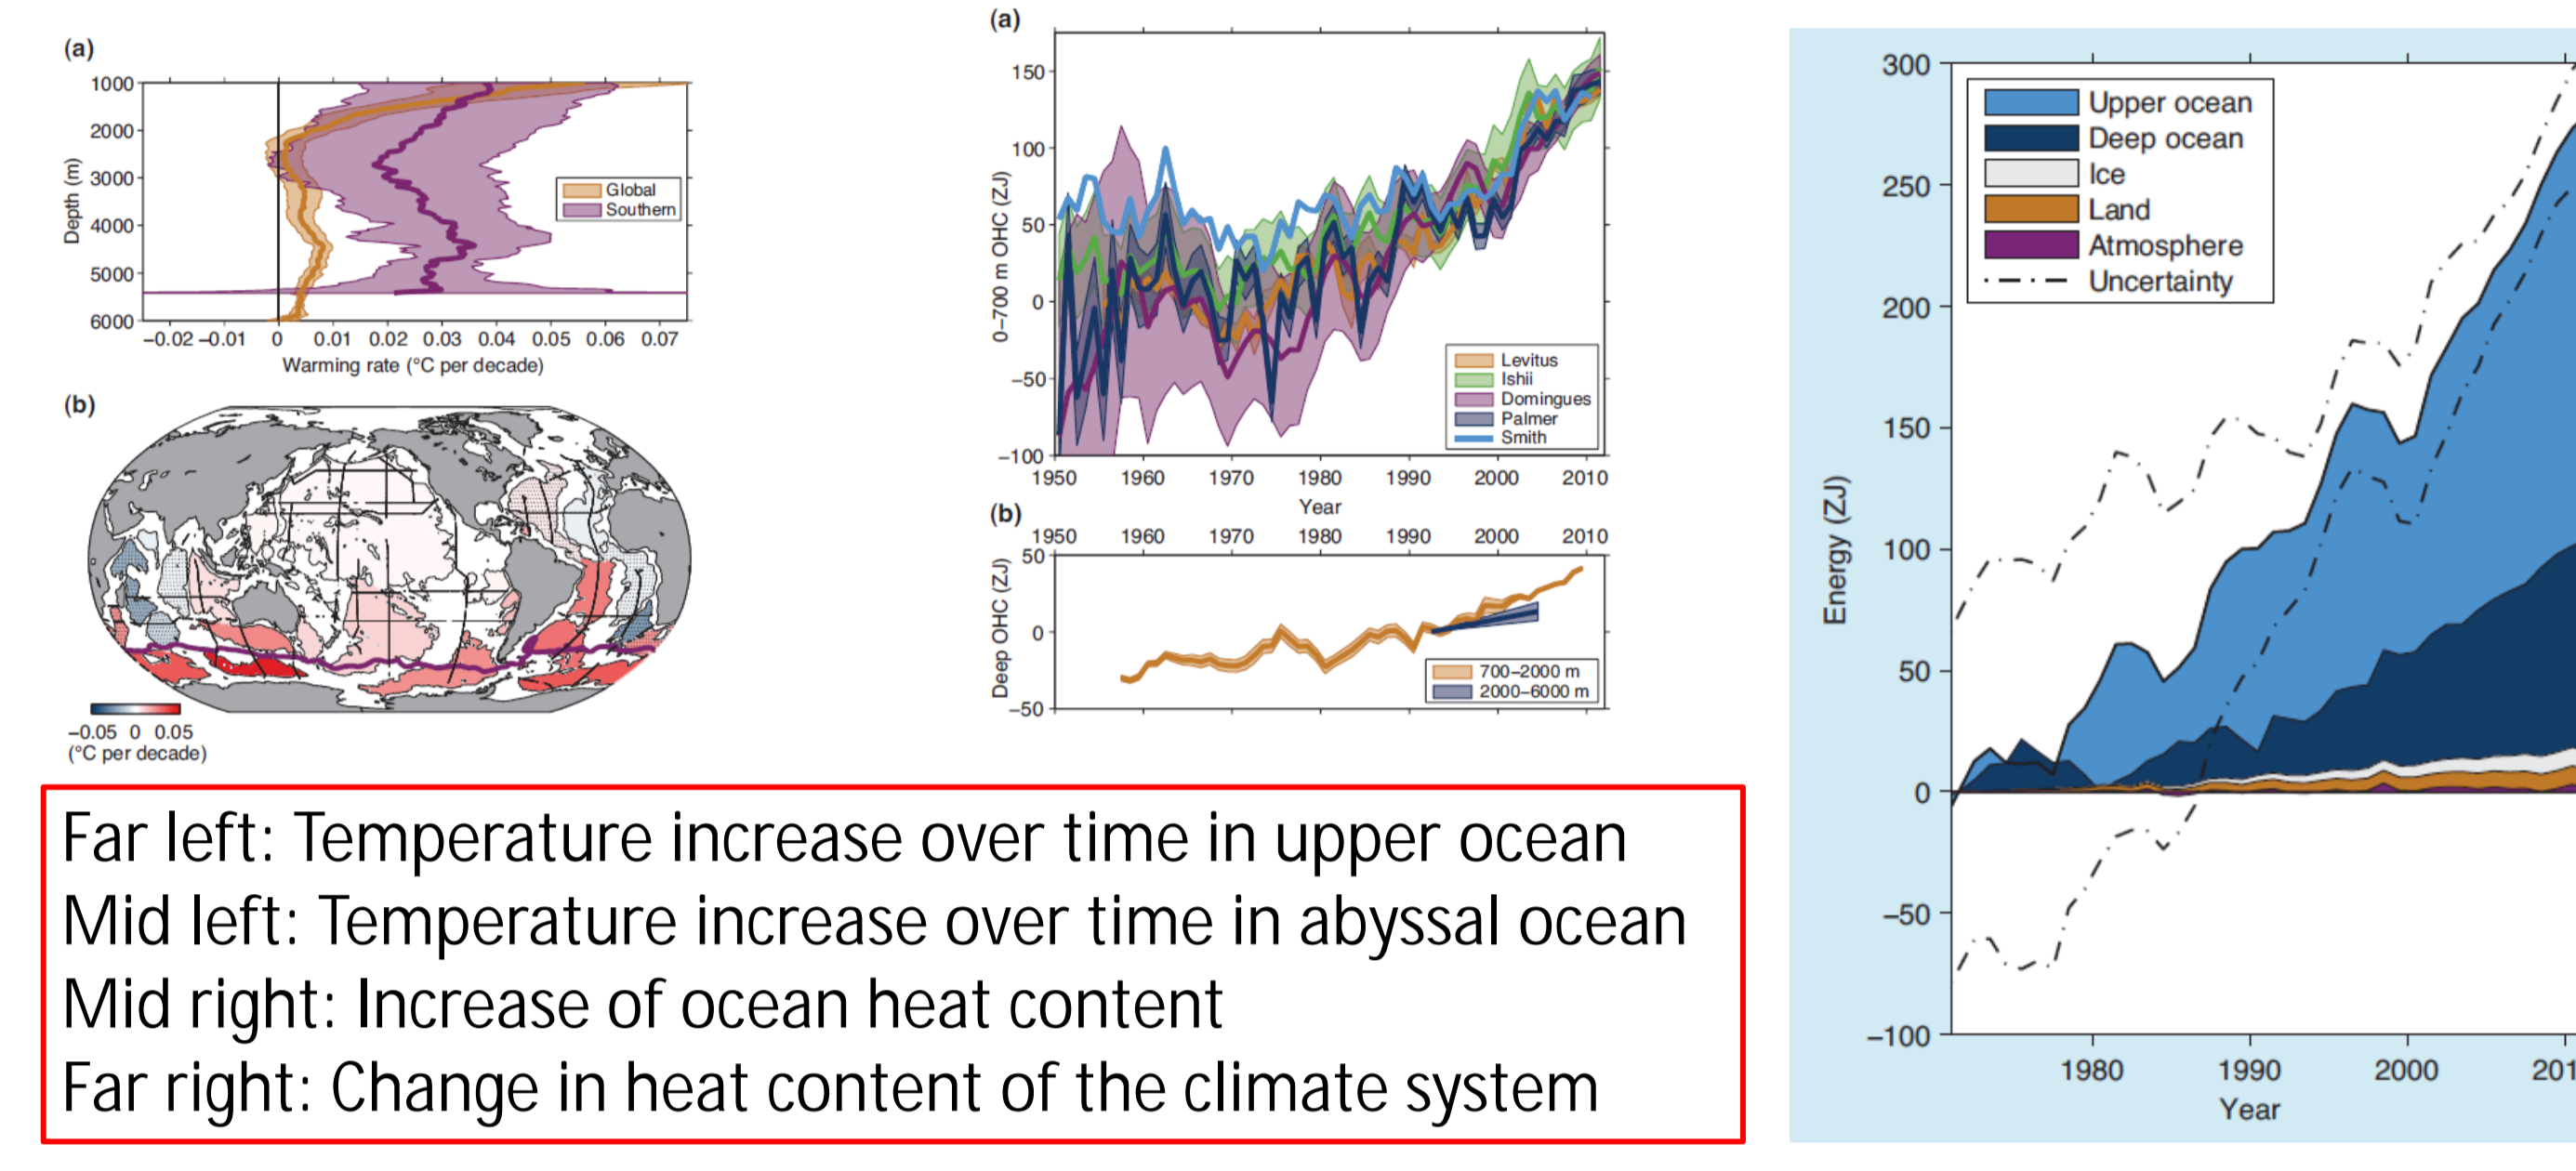 (a)
1000
2000
3000
4000
5000
6000
Depth (m)
Global
Southern
−0.02 −0.01 0 0.01 0.02 0.03 0.04 0.05 0.06 0.07
Warming rate (°C per decade)
(b)
−0.05 0 0.05
(°C per decade)
(a)
150
100
50
0
−50
−100
0−700 m OHC (ZJ)
Levitus
Ishii
Domingues
Palmer
Smith
1950 1960 1970 1980 1990 2000 2010
Year
(b)
1950 1960 1970 1980 1990 2000 2010
50
0
−50
Deep OHC (ZJ)
700−2000 m
2000−6000 m
300
250
200
150
100
50
0
−50
−100
Energy (ZJ)
Upper ocean
Deep ocean
Ice
Land
Atmosphere
Uncertainty
1980 1990 2000 201
Year
Far left: Temperature increase over time in upper ocean
Mid left: Temperature increase over time in abyssal ocean
Mid right: Increase of ocean heat content
Far right: Change in heat content of the climate system